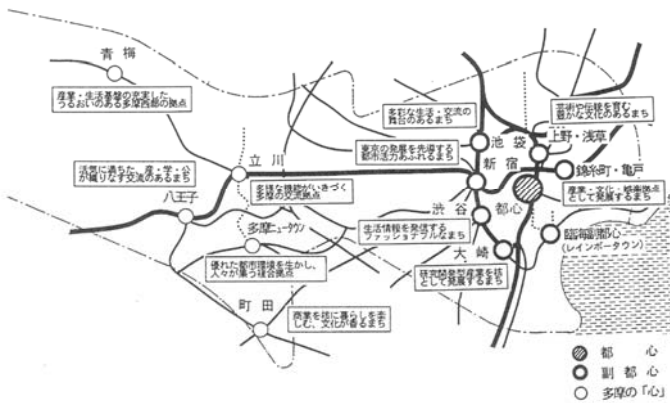 青梅
産業・生活基盤の充実した、
うるおいのある多摩西部の拠点
多彩な生活・交流の
舞台のあるまち
芸術や伝統を育む
豊かな文化のあるまち
池袋
上野・浅草
東京の発展を先導する
都市活力あふれるまち
新宿
錦糸町・亀戸
立川
活気に満ちた、産・学・公
が織りなす交流のあるまち
多様な機能がいきづく
多摩の交流拠点
産業・文化・娯楽拠点
として発展するまち
八王子
渋谷
都心
多摩ニュータウン
生活情報を発信する
ファッショナブルなまち
臨海副都心
(レインボータウン)
大崎
優れた都市環境を生かし、
人々が集う複合拠点
研究開発型産業を核
として発展するまち
町田
商業を核に暮らしを楽
しむ、文化が香るまち
都心
副都心
多摩の「心」